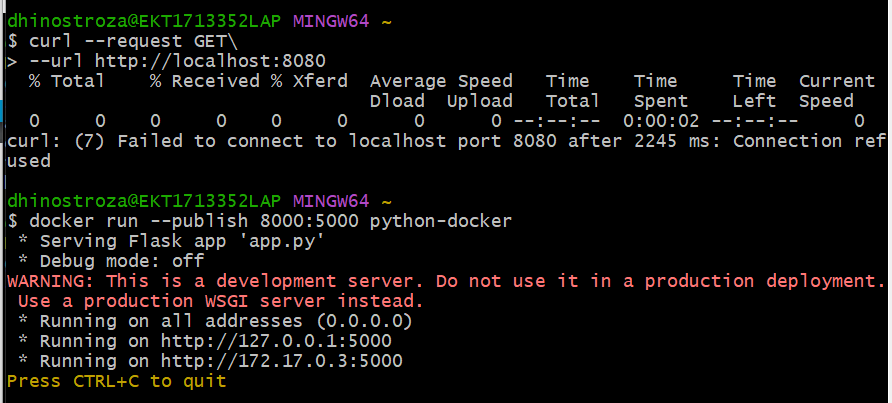 dhinostroza@EKT1713352LAP MINGW64 ~
$ curl --request GET\
> --url http://localhost:8080
  % Total    % Received % Xferd  Average Speed   Time    Time     Time  Current
                                 Dload  Upload   Total   Spent    Left  Speed
  0     0    0     0    0     0      0      0 --:--:--  0:00:02 --:--:--     0
curl: (7) Failed to connect to localhost port 8080 after 2245 ms: Connection ref
used
dhinostroza@EKT1713352LAP MINGW64 ~
$ docker run --publish 8000:5000 python-docker
 * Serving Flask app 'app.py'
 * Debug mode: off
WARNING: This is a development server. Do not use it in a production deployment.
 Use a production WSGI server instead.
 * Running on all addresses (0.0.0.0)
 * Running on http://127.0.0.1:5000
 * Running on http://172.17.0.3:5000
Press CTRL+C to quit